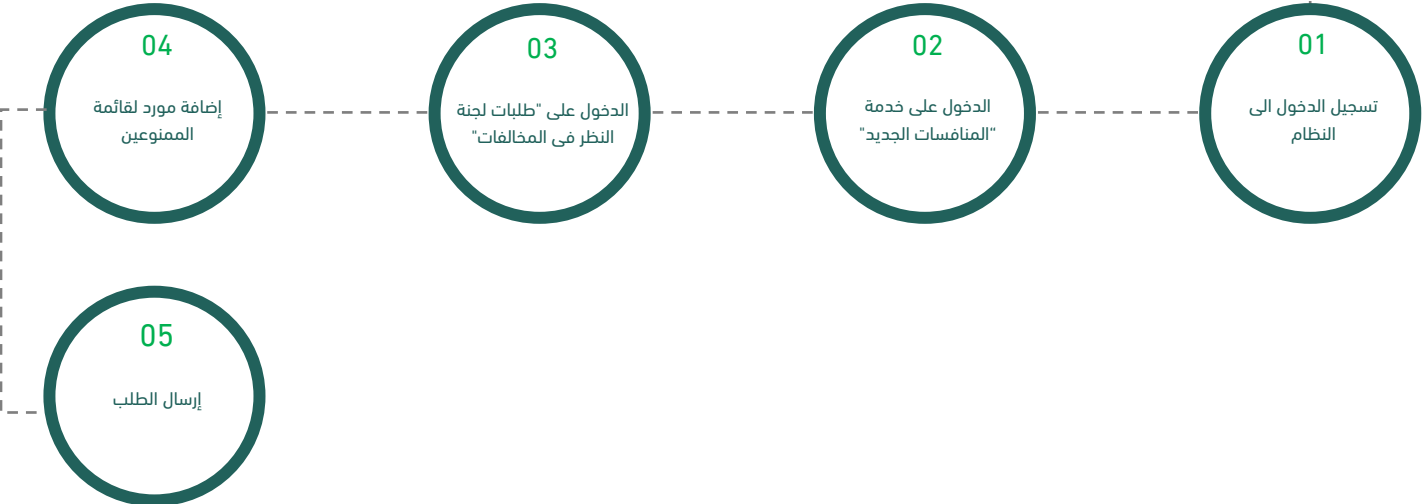 01
تسجيل الدخول الى
النظام
02
الدخول على خدمة
"المنافسات الجديد"
03
الدخول على "طلبات لجنة
النظر فى المخالفات"
04
إضافة مورد لقائمة
الممنوعين
05
إرسال الطلب